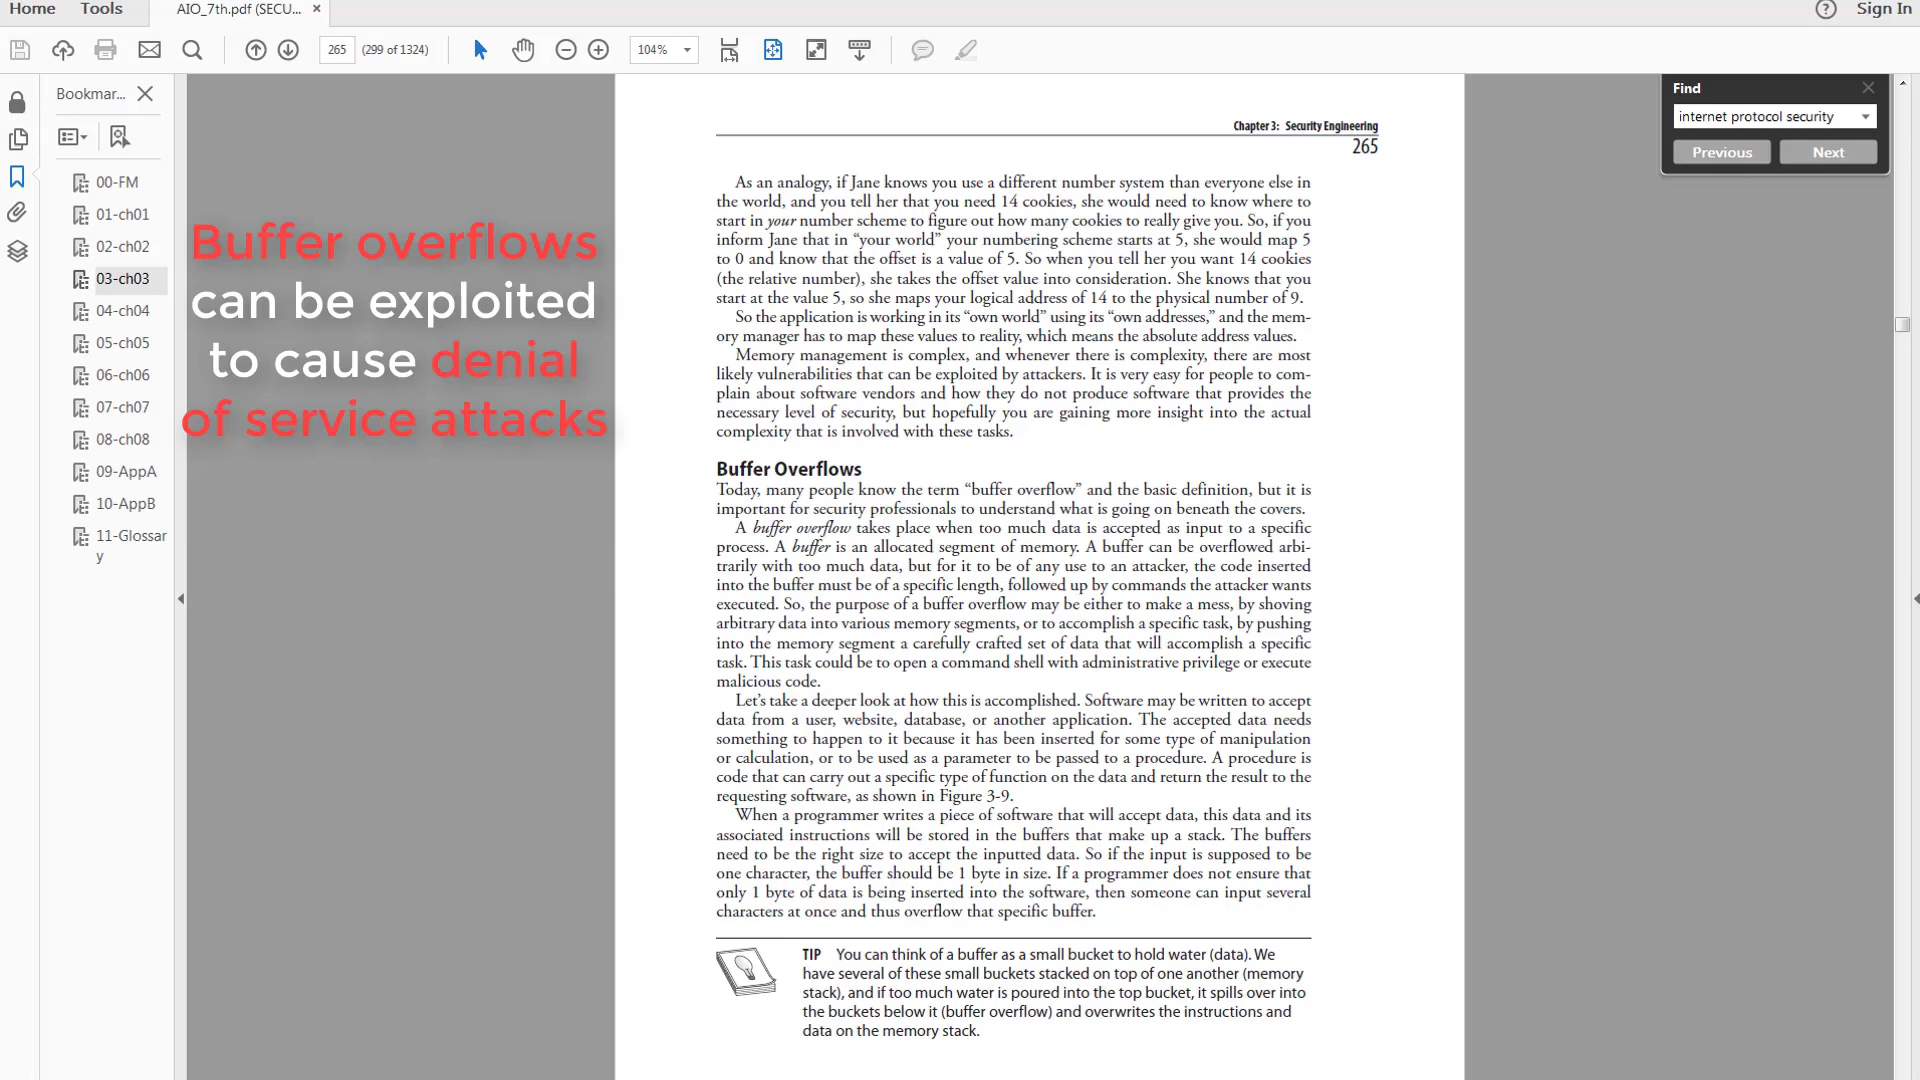 Home
Tools
AIO_7th.pdf (SECU...
Sign In
265
(299 of 1324)
104%
Bookmar...
00-FM
01-ch01
02-ch02
03-ch03
04-ch04
05-ch05
06-ch06
07-ch07
08-ch08
09-AppA
10-AppB
11-Glossar
y
Buffer overflows
can be exploited
to cause denial
of service attacks
Find
internet protocol security
Previous
Next
Chapter 3: Security Engineering
265
As an analogy, if Jane knows you use a different number system than everyone else in
the world, and you tell her that you need 14 cookies, she would need to know where to
start in your number scheme to figure out how many cookies to really give you. So, if you
inform Jane that in “your world” your numbering scheme starts at 5, she would map 5
to 0 and know that the offset is a value of 5. So when you tell her you want 14 cookies
(the relative number), she takes the offset value into consideration. She knows that you
start at the value 5, so she maps your logical address of 14 to the physical number of 9.
So the application is working in its “own world” using its “own addresses,” and the mem-
ory manager has to map these values to reality, which means the absolute address values.
Memory management is complex, and whenever there is complexity, there are most
likely vulnerabilities that can be exploited by attackers. It is very easy for people to com-
plain about software vendors and how they do not produce software that provides the
necessary level of security, but hopefully you are gaining more insight into the actual
complexity that is involved with these tasks.
Buffer Overflows
Today, many people know the term “buffer overflow” and the basic definition, but it is
important for security professionals to understand what is going on beneath the covers.
A buffer overflow takes place when too much data is accepted as input to a specific
process. A buffer is an allocated segment of memory. A buffer can be overflowed arbi-
trarily with too much data, but for it to be of any use to an attacker, the code inserted
into the buffer must be of a specific length, followed up by commands the attacker wants
executed. So, the purpose of a buffer overflow may be either to make a mess, by shoving
arbitrary data into various memory segments, or to accomplish a specific task, by pushing
into the memory segment a carefully crafted set of data that will accomplish a specific
task. This task could be to open a command shell with administrative privilege or execute
malicious code.
Let’s take a deeper look at how this is accomplished. Software may be written to accept
data from a user, website, database, or another application. The accepted data needs
something to happen to it because it has been inserted for some type of manipulation
or calculation, or to be used as a parameter to be passed to a procedure. A procedure is
code that can carry out a specific type of function on the data and return the result to the
requesting software, as shown in Figure 3-9.
When a programmer writes a piece of software that will accept data, this data and its
associated instructions will be stored in the buffers that make up a stack. The buffers
need to be the right size to accept the inputted data. So if the input is supposed to be
one character, the buffer should be 1 byte in size. If a programmer does not ensure that
only 1 byte of data is being inserted into the software, then someone can input several
characters at once and thus overflow that specific buffer.
TIP You can think of a buffer as a small bucket to hold water (data). We
have several of these small buckets stacked on top of one another (memory
stack), and if too much water is poured into the top bucket, it spills over into
the buckets below it (buffer overflow) and overwrites the instructions and
data on the memory stack.